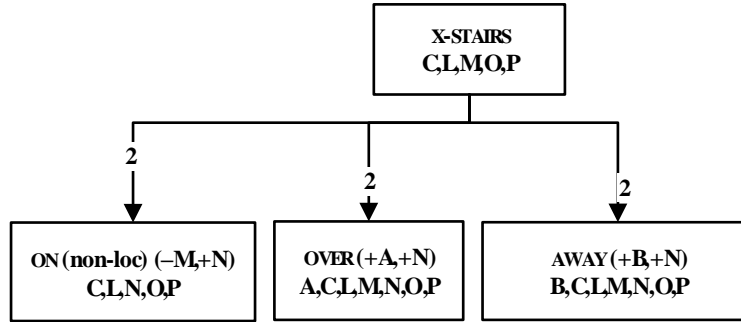 X-STAIRS
C,L,M,O,P
2
2
2
ON (non-loc) (–M,+N)
C,L,N,O,P
OVER (+A,+N)
A,C,L,M,N,O,P
AWAY (+B,+N)
B,C,L,M,N,O,P